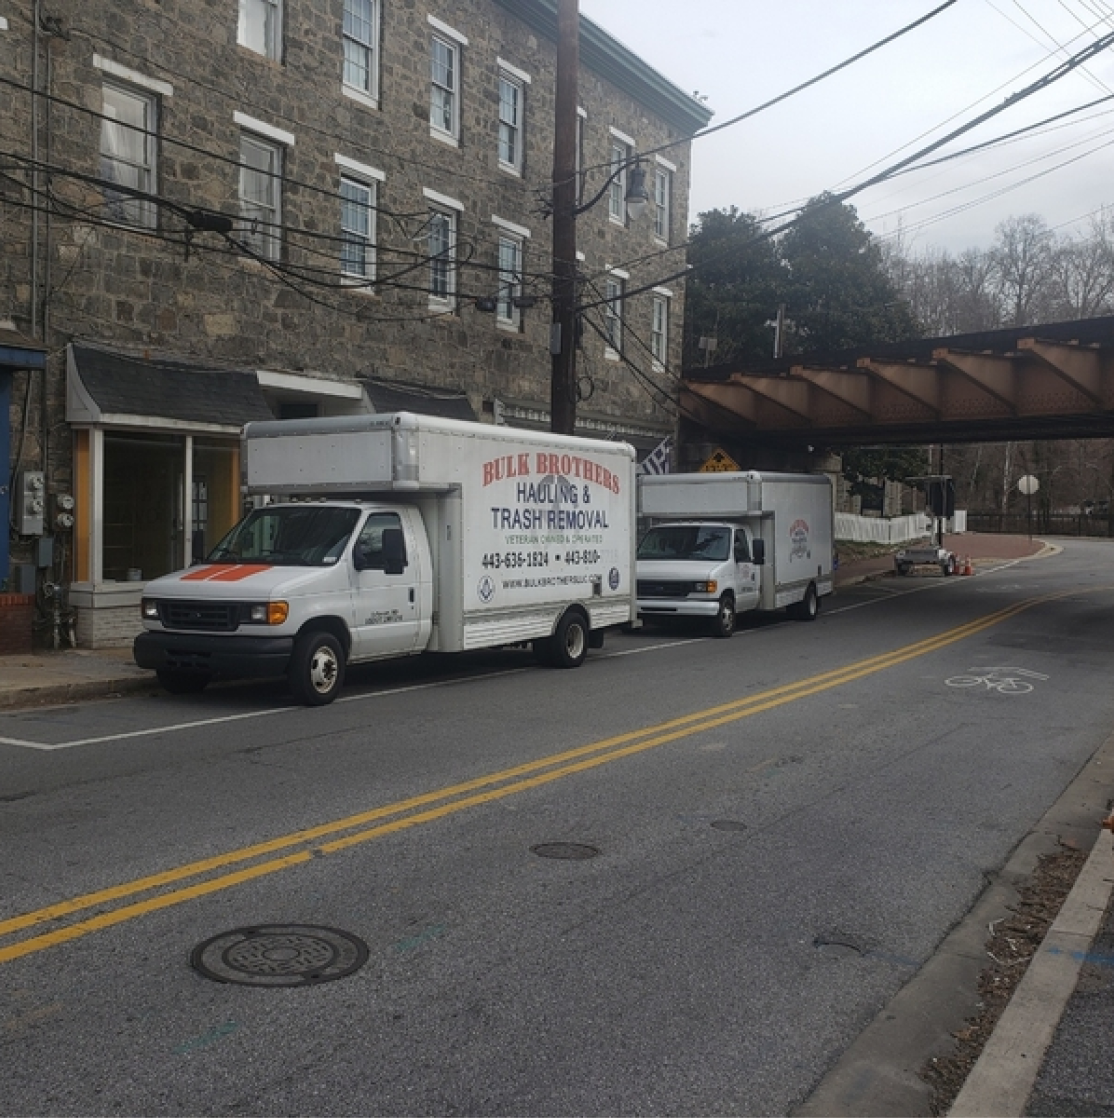 BULK BROTHERS
HAULING &
TRASH REMOVAL
VETERAN OWNED & OPERATED
443-636-1824 • 443-810-
WWW.BULKBROTHERSLLC.COM